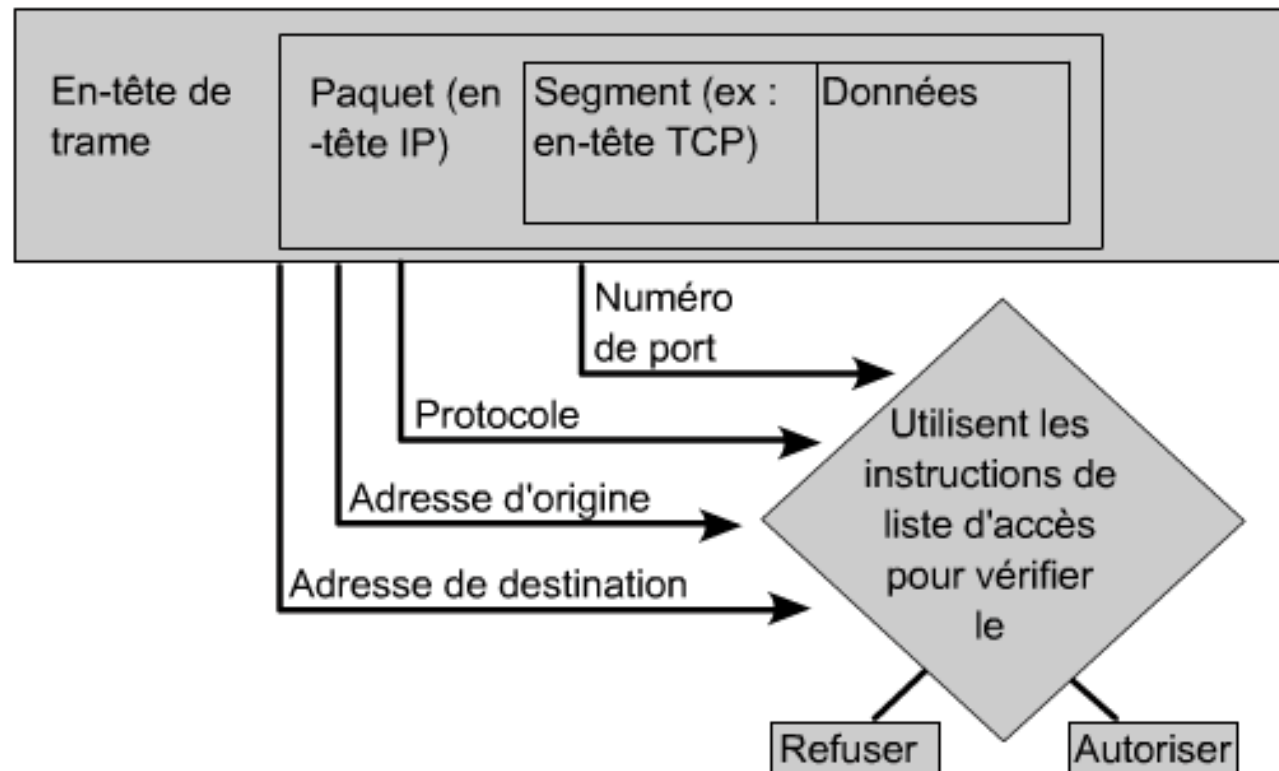 En-tête de
trame
Paquet (en
-tête IP)
Segment (ex :
en-tête TCP)
Données
Numéro
de port
Protocole
Adresse d'origine
Adresse de destination
Utilisent les
instructions de
liste d'accès
pour vérifier
le
Refuser
Autoriser